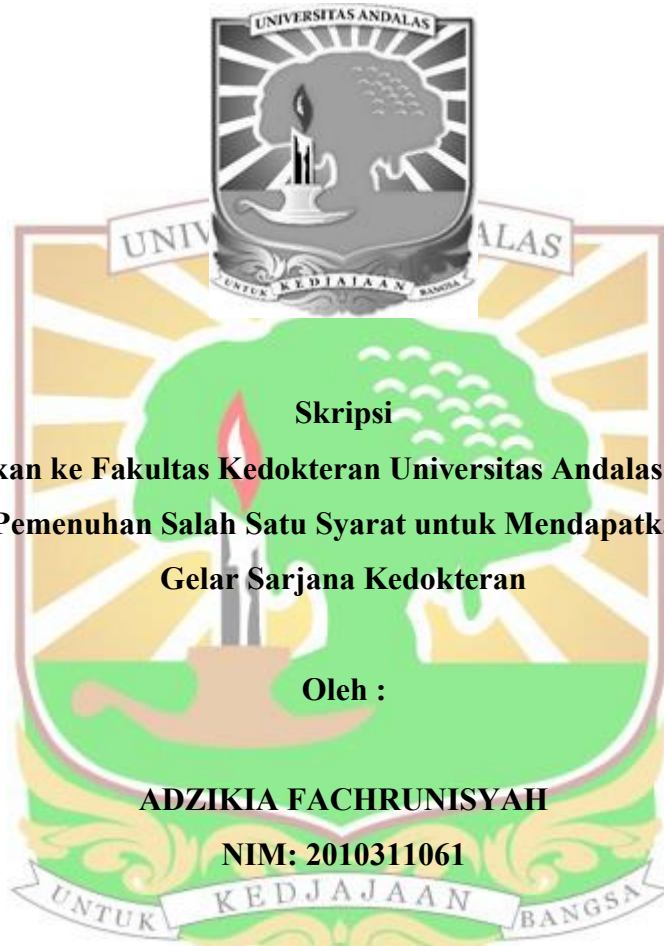 UNIVERSITAS ANDALAS
UNTUK KEDJAJAAN BANGSA
UNIV ALAS
Skripsi
kan ke Fakultas Kedokteran Universitas Andalas
Pemenuhan Salah Satu Syarat untuk Mendapatk
Gelar Sarjana Kedokteran
Oleh :
ADZIKIA FACHRUNISYAH
NIM: 2010311061
UNTUK KEDJAJAAN BANGSA